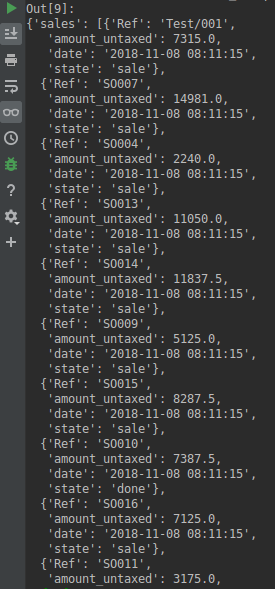 Out[9]:
{'sales': [{'Ref': 'Test/001',
'amount_untaxed': 7315.0,
'date': '2018-11-08 08:11:15',
'state': 'sale'},
{'Ref': 'SO007',
'amount_untaxed': 14981.0,
'date': '2018-11-08 08:11:15',
'state': 'sale'},
{'Ref': 'SO004',
'amount_untaxed': 2240.0,
'date': '2018-11-08 08:11:15',
'state': 'sale'},
{'Ref': 'SO013',
'amount_untaxed': 11050.0,
'date': '2018-11-08 08:11:15',
'state': 'sale'},
{'Ref': 'SO014',
'amount_untaxed': 11837.5,
'date': '2018-11-08 08:11:15',
'state': 'sale'},
{'Ref': 'SO009',
'amount_untaxed': 5125.0,
'date': '2018-11-08 08:11:15',
'state': 'sale'},
{'Ref': 'SO015',
'amount_untaxed': 8287.5,
'date': '2018-11-08 08:11:15',
'state': 'sale'},
{'Ref': 'SO010',
'amount_untaxed': 7387.5,
'date': '2018-11-08 08:11:15',
'state': 'done'},
{'Ref': 'SO016',
'amount_untaxed': 7125.0,
'date': '2018-11-08 08:11:15',
'state': 'sale'},
{'Ref': 'SO011',
'amount_untaxed': 3175.0,